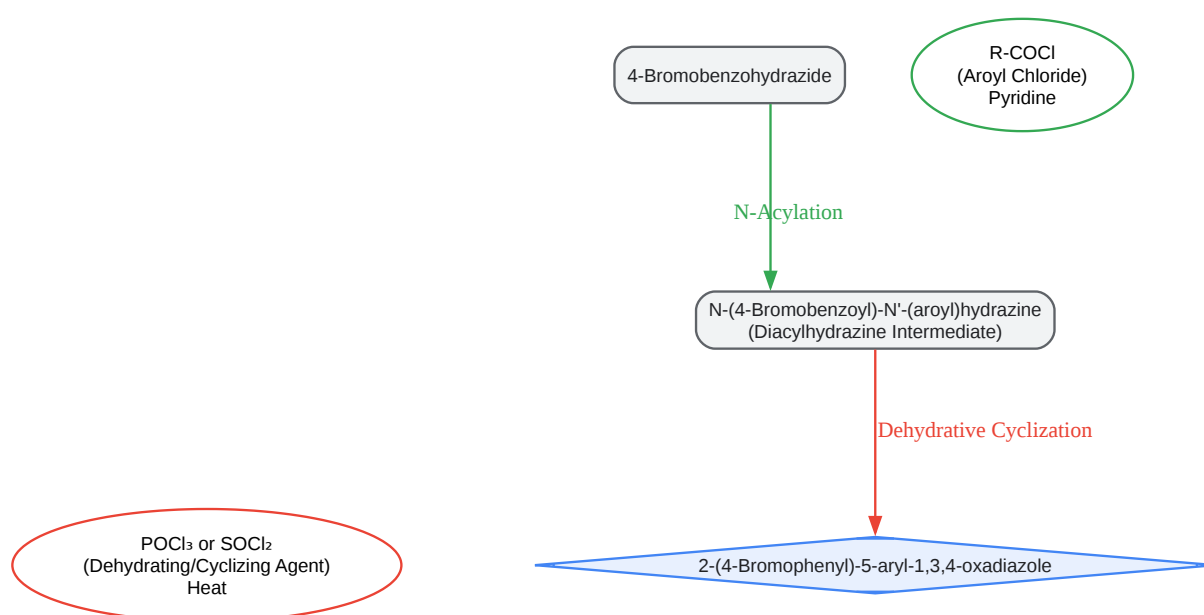 4-Bromobenzohydrazide
R-COCl
(Aroyl Chloride)
Pyridine
N-Acylation
N-(4-Bromobenzoyl)-N'-(aroyl)hydrazine
(Diacylhydrazine Intermediate)
Dehydrative Cyclization
POCl₃ or SOCl₂
(Dehydrating/Cyclizing Agent)
Heat
2-(4-Bromophenyl)-5-aryl-1,3,4-oxadiazole